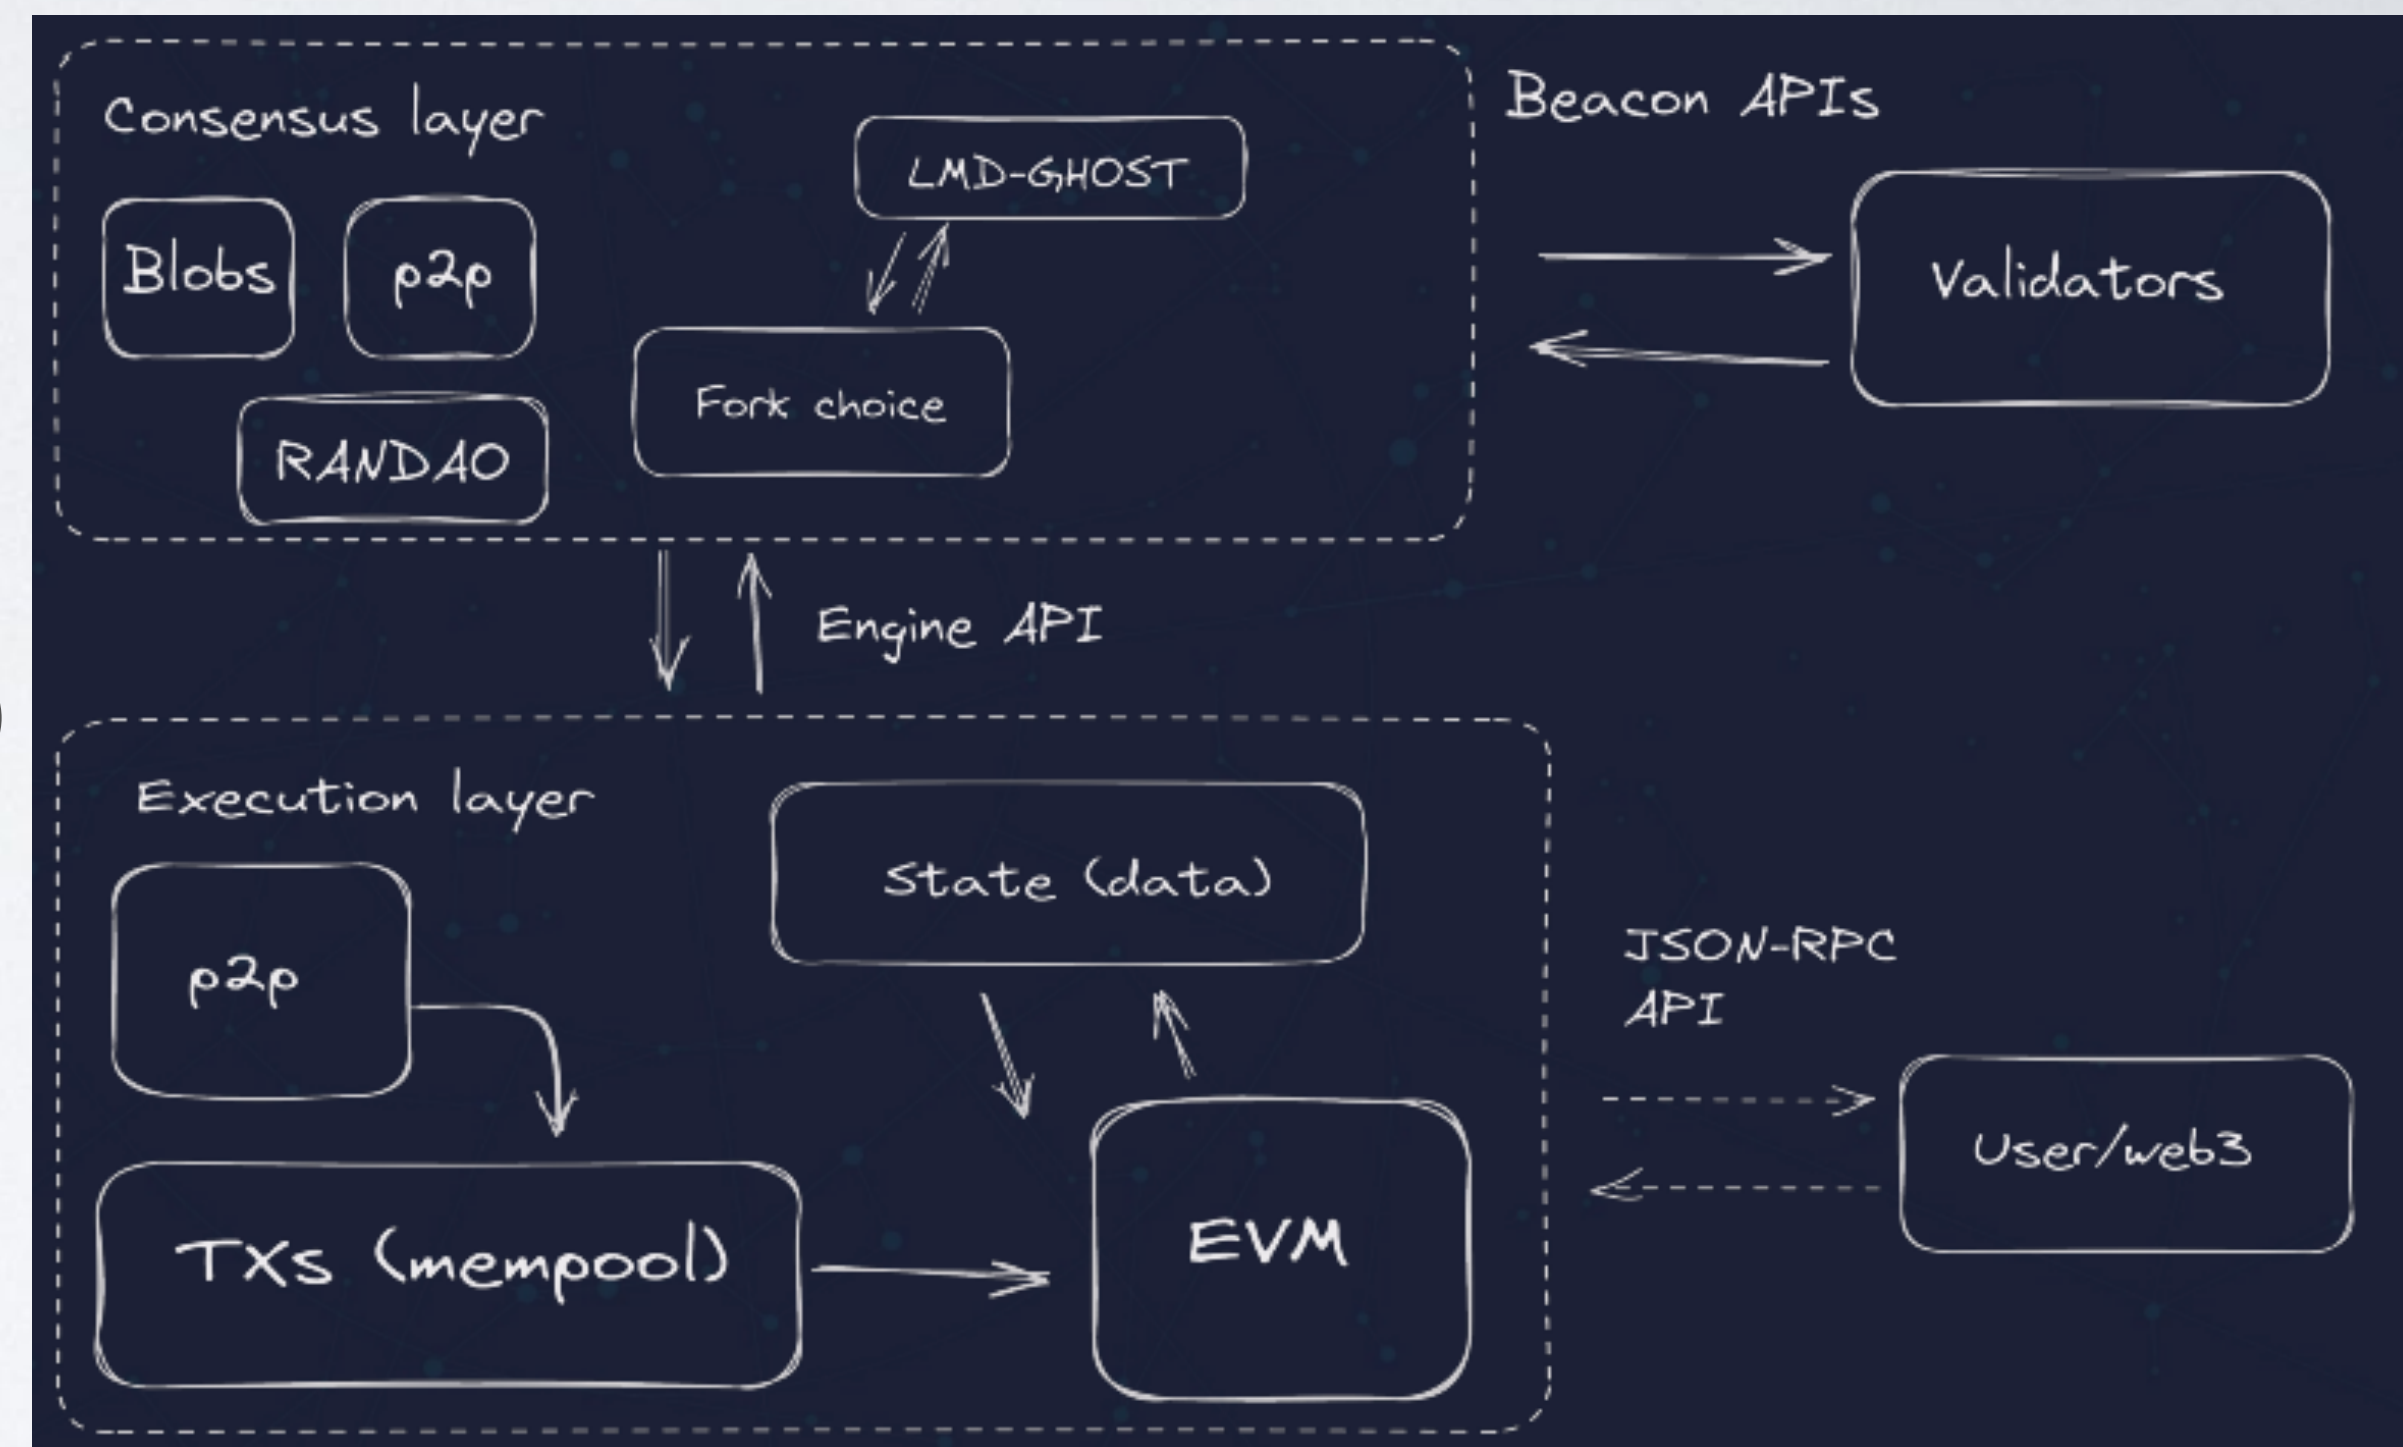 Consensus layer
Beacon APIs
LMD-GHOST
Blobs
p2p
Validators
Fork choice
RANDAO
Engine API
Execution layer
State (data)
p2p
JSON-RPC
API
User/web3
TXs (mempool)
EVM